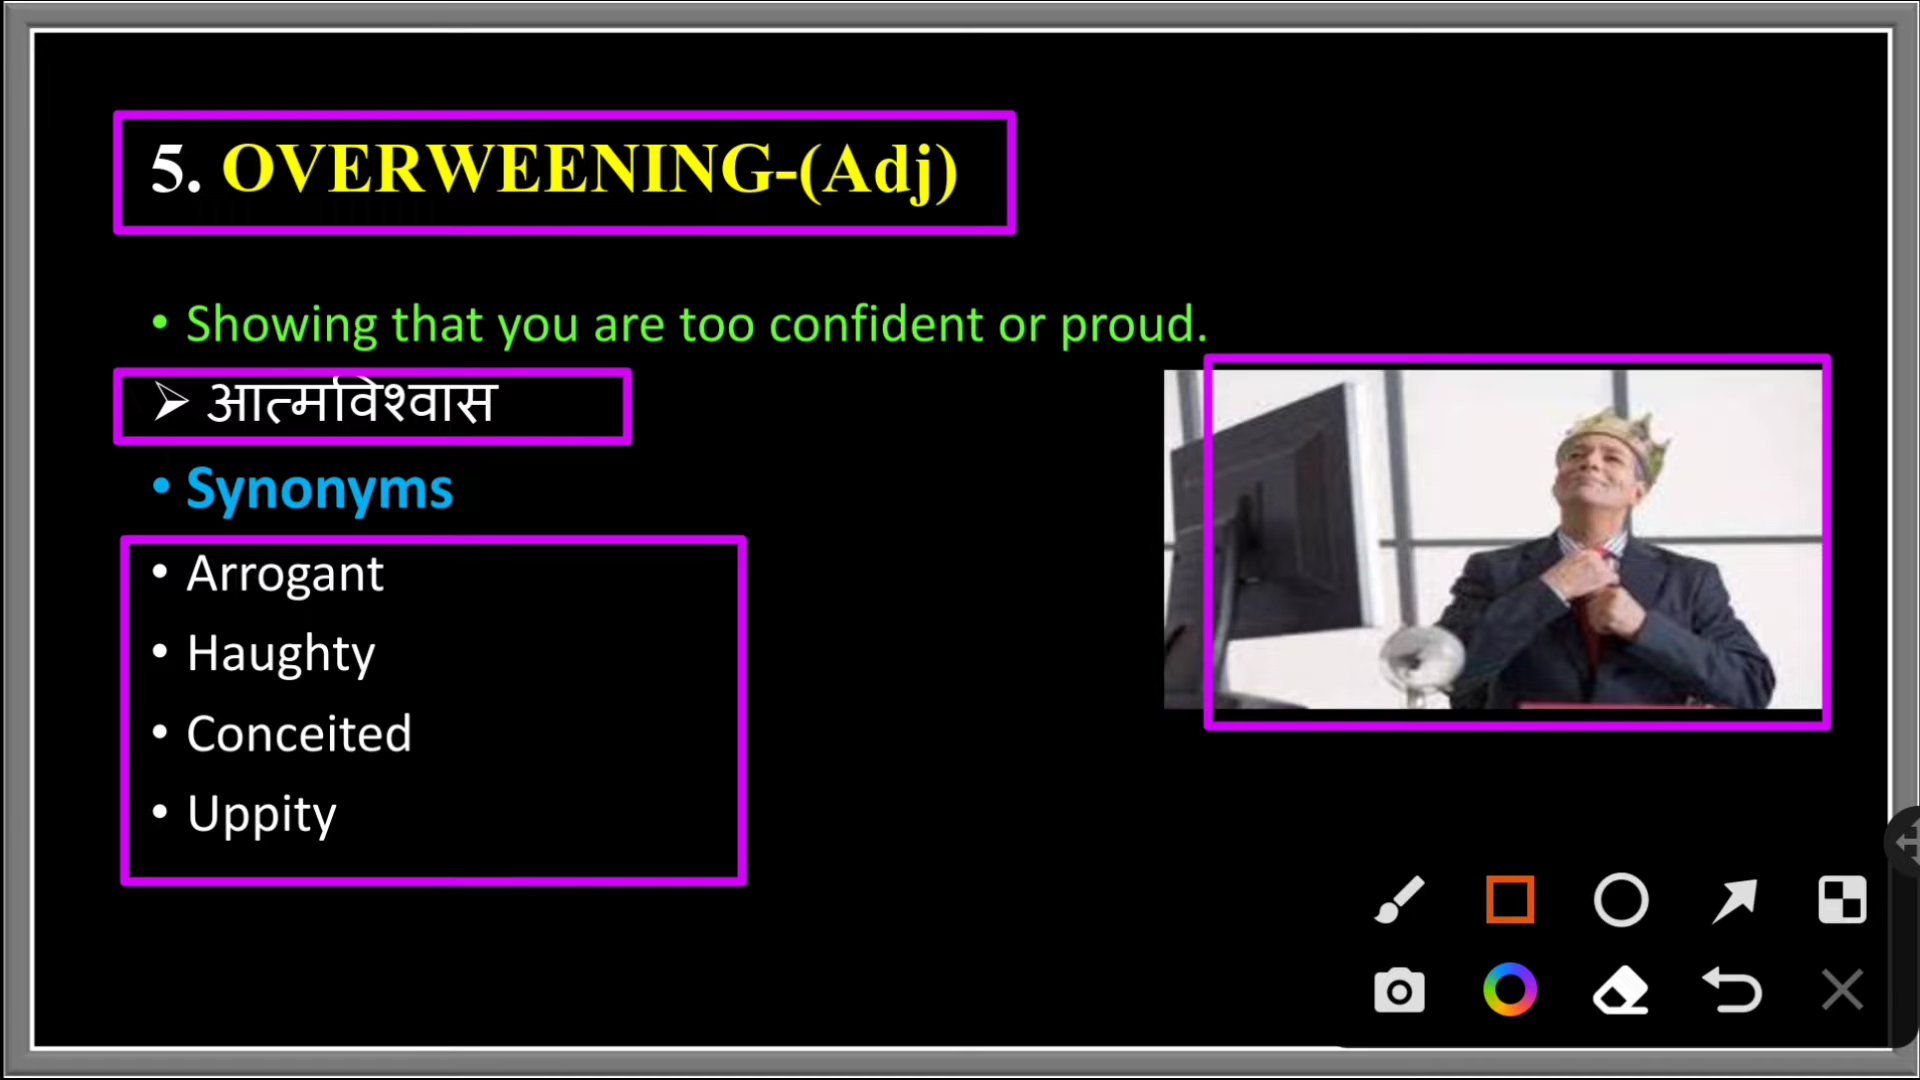 5. OVERWEENING-(Adj)
• Showing that you are too confident or proud.
➢ आत्मविश्वास
• Synonyms
• Arrogant
• Haughty
• Conceited
• Uppity